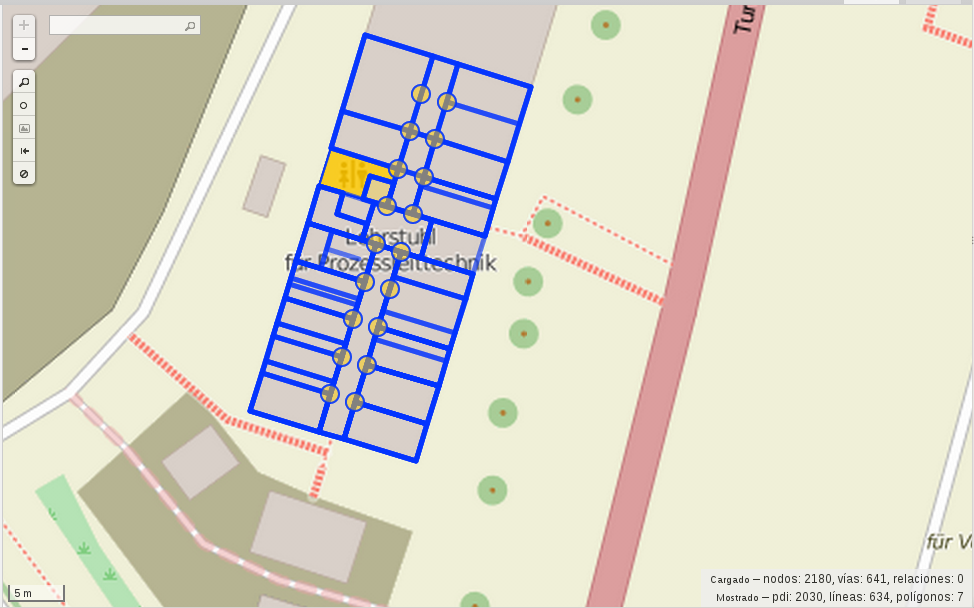 Lehrstuhl
für Prozessleittechnik
5 m
Cargado – nodos: 2180, vías: 641, relaciones: 0
Mostrado – pdi: 2030, líneas: 634, polígonos: 7
für V